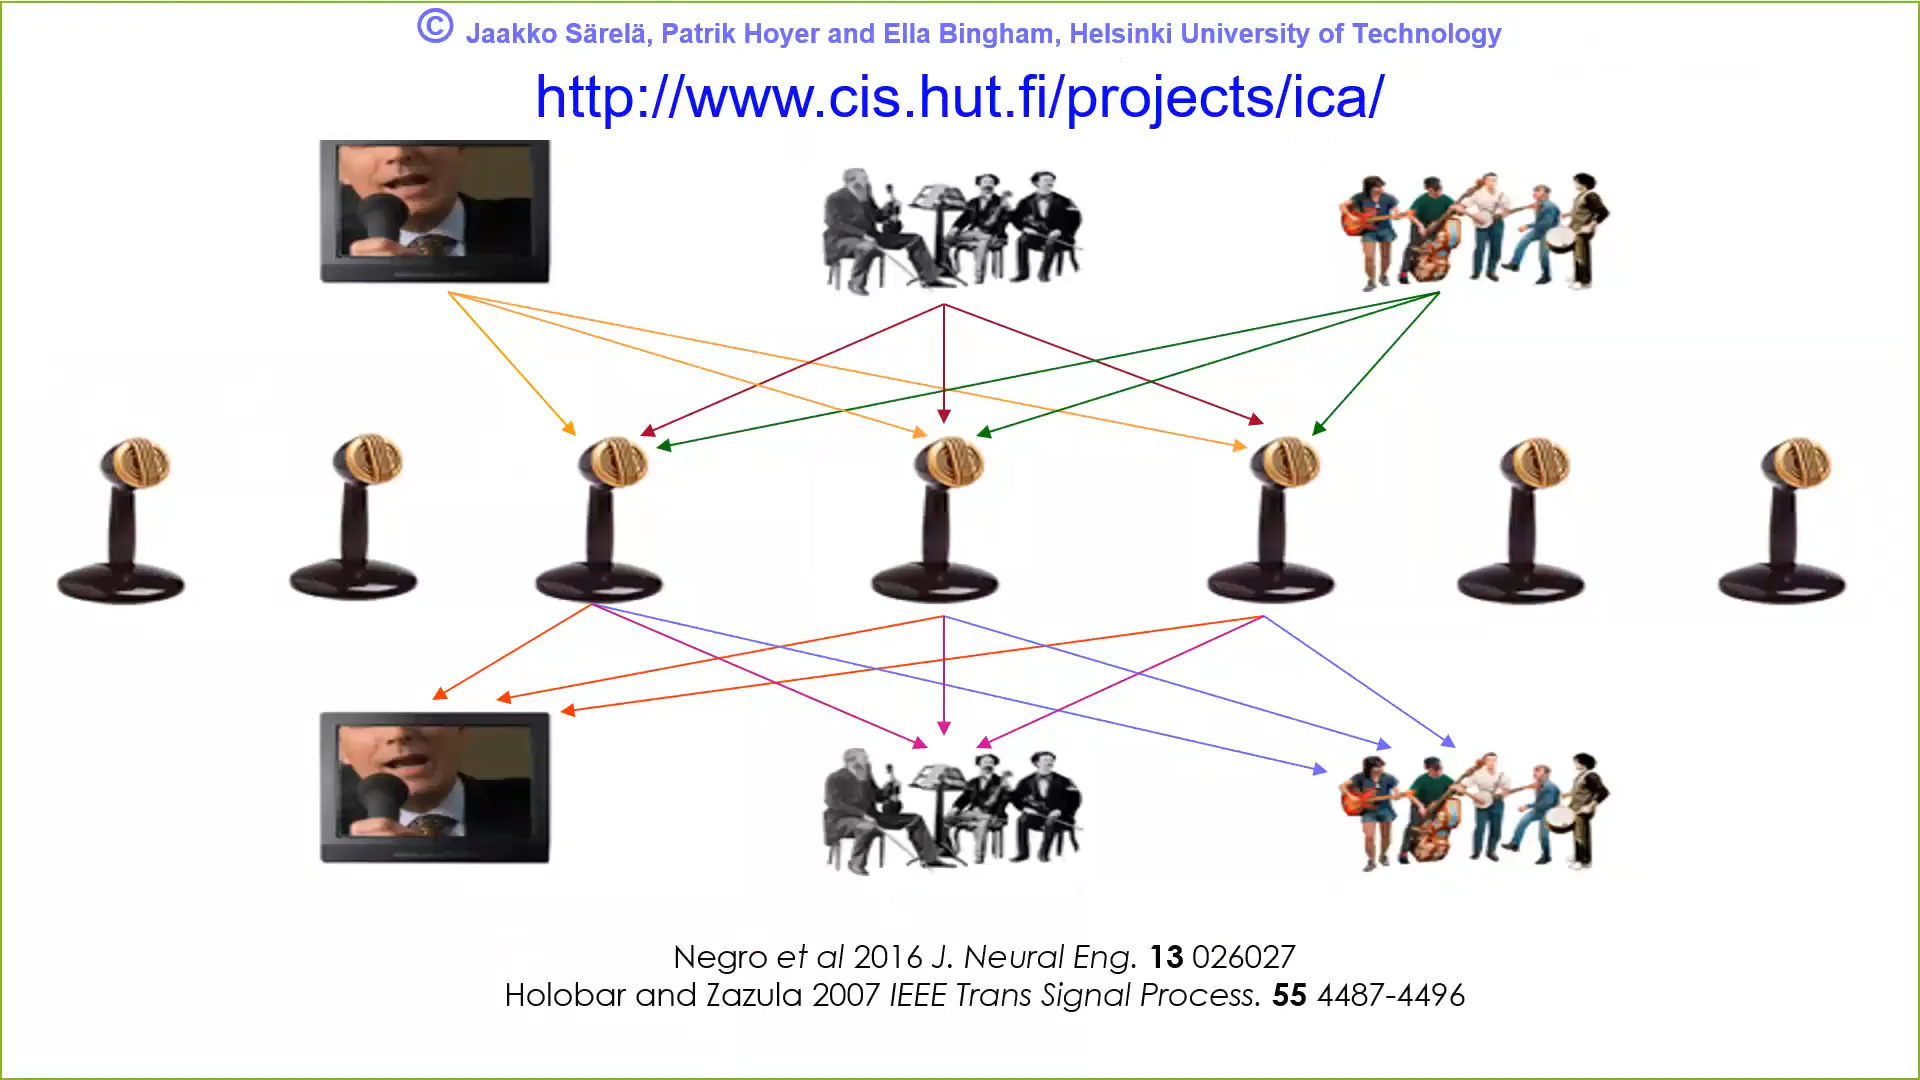 © Jaakko Särelä, Patrik Hoyer and Ella Bingham, Helsinki University of Technology
http://www.cis.hut.fi/projects/ica/
Negro et al 2016 J. Neural Eng. 13 026027
Holobar and Zazula 2007 IEEE Trans Signal Process. 55 4487-4496